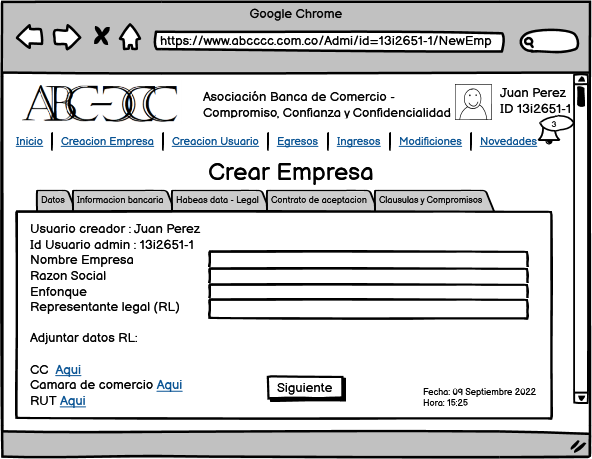 Google Chrome
https://www.abcccc.com.co/Admi/id=13i2651-1/NewEmp
ABC-CCC
Asociación Banca de Comercio -
Compromiso, Confianza y Confidencialidad
Juan Perez
ID 13i2651-1
3
Inicio
Creacion Empresa
Creacion Usuario
Egresos
Ingresos
Modificiones
Novedades
Crear Empresa
Datos
Informacion bancaria
Habeas data - Legal
Contrato de aceptacion
Clausulas y Compromisos
Usuario creador : Juan Perez
Id Usuario admin : 13i2651-1
Nombre Empresa
Razon Social
Enfonque
Representante legal (RL)
Adjuntar datos RL:
CC Aqui
Camara de comercio Aqui
RUT Aqui
Siguiente
Fecha: 09 Septiembre 2022
Hora: 15:25